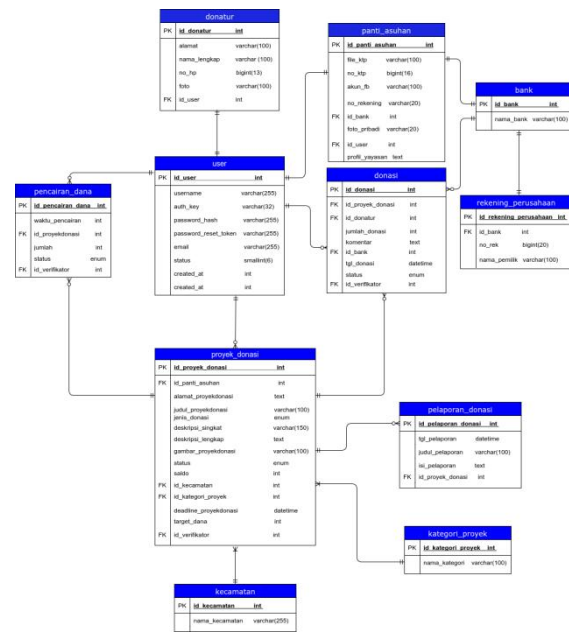 donatur
PK id_donatur int
alamat varchar(100)
nama_lengkap varchar (100)
no_hp bigint(13)
foto varchar(100)
FK id_user int
panti_asuhan
PK id_panti_asuhan int
file_ktp varchar(100)
no_ktp bigint(16)
akun_fb varchar(100)
no_rekening varchar(20)
FK id_bank int
foto_pribadi varchar(20)
FK id_user int
profil_yayasan text
bank
PK id_bank int
nama_bank varchar(100)
user
PK id_user int
username varchar(255)
auth_key varchar(32)
password_hash varchar(255)
password_reset_token varchar(255)
email varchar(255)
status smallint(6)
created_at int
created_at int
pencairan_dana
PK id_pencairan_dana int
waktu_pencairan int
FK id_proyekdonasi int
jumlah int
status enum
FK id_verifikator int
donasi
PK id_donasi int
id_proyek_donasi int
FK id_donatur int
jumlah_donasi int
komentar text
FK id_bank int
tgl_donasi datetime
status enum
FK id_verifikator int
rekening_perusahaan
PK id_rekening_perusahaan int
FK id_bank int
no_rek bigint(20)
nama_pemilik varchar(100)
proyek_donasi
PK id_proyek_donasi int
FK id_panti_asuhan int
alamat_proyekdonasi text
judul_proyekdonasi varchar(100)
jenis_donasi enum
deskripsi_singkat varchar(150)
deskripsi_lengkap text
gambar_proyekdonasi varchar(100)
status enum
saldo int
FK id_kecamatan int
FK id_kategori_proyek int
deadline_proyekdonasi datetime
target_dana int
FK id_verifikator int
pelaporan_donasi
PK id_pelaporan_donasi int
tgl_pelaporan datetime
judul_pelaporan varchar(100)
isi_pelaporan text
FK id_proyek_donasi int
kategori_proyek
PK id_kategori_proyek int
nama_kategori varchar(100)
kecamatan
PK id_kecamatan int
nama_kecamatan varchar(255)